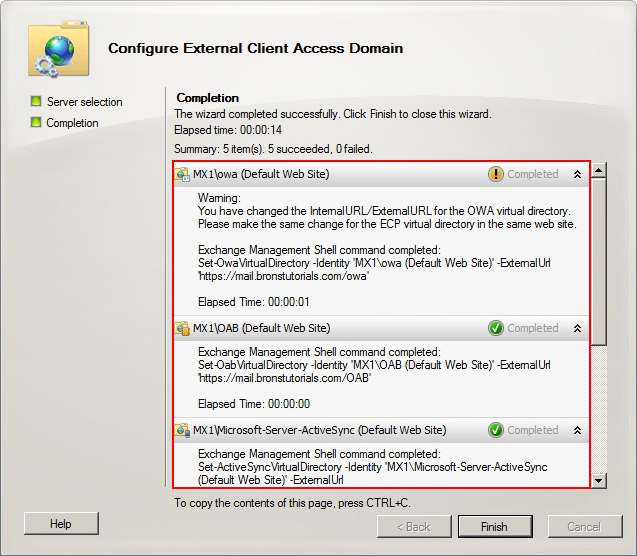 Configure External Client Access Domain
Server selection
Completion
Completion
The wizard completed successfully. Click Finish to close this wizard.
Elapsed time: 00:00:14
Summary: 5 item(s). 5 succeeded, 0 failed.
MX1\owa (Default Web Site) Completed
Warning:
You have changed the InternalURL/ExternalURL for the OWA virtual directory.
Please make the same change for the ECP virtual directory in the same web site.
Exchange Management Shell command completed:
Set-OwaVirtualDirectory -Identity 'MX1\owa (Default Web Site)' -ExternalUrl
'https://mail.bronstutorials.com/owa'
Elapsed Time: 00:00:01
MX1\OAB (Default Web Site) Completed
Exchange Management Shell command completed:
Set-OabVirtualDirectory -Identity 'MX1\OAB (Default Web Site)' -ExternalUrl
'https://mail.bronstutorials.com/OAB'
Elapsed Time: 00:00:00
MX1\Microsoft-Server-ActiveSync (Default Web Site) Completed
Exchange Management Shell command completed:
Set-ActiveSyncVirtualDirectory -Identity 'MX1\Microsoft-Server-ActiveSync
(Default Web Site)' -ExternalUrl
To copy the contents of this page, press CTRL+C.
Help
< Back
Finish
Cancel